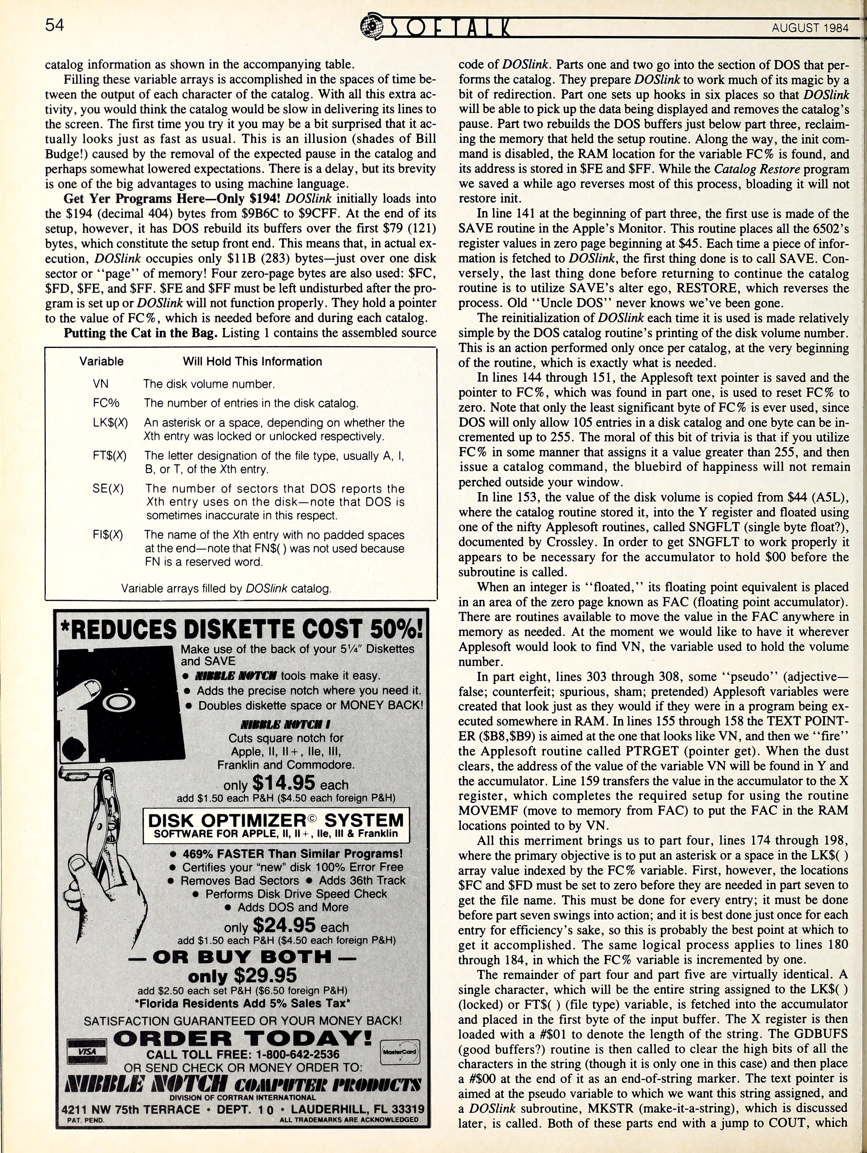 54
SOFTALK
AUGUST 1984
catalog information as shown in the accompanying table.
Filling these variable arrays is accomplished in the spaces of time be-
tween the output of each character of the catalog. With all this extra ac-
tivity, you would think the catalog would be slow in delivering its lines to
the screen. The first time you try it you may be a bit surprised that it ac-
tually looks just as fast as usual. This is an illusion (shades of Bill
Budge!) caused by the removal of the expected pause in the catalog and
perhaps somewhat lowered expectations. There is a delay, but its brevity
is one of the big advantages to using machine language.
Get Yer Programs Here—Only $194! DOSlink initially loads into
the $194 (decimal 404) bytes from $9B6C to $9CFF. At the end of its
setup, however, it has DOS rebuild its buffers over the first $79 (121)
bytes, which constitute the setup front end. This means that, in actual ex-
ecution, DOSlink occupies only $11B (283) bytes—just over one disk
sector or "page" of memory! Four zero-page bytes are also used: $FC,
$FD, $FE, and $FF. $FE and $FF must be left undisturbed after the pro-
gram is set up or DOSlink will not function properly. They hold a pointer
to the value of FC%, which is needed before and during each catalog.
Putting the Cat in the Bag. Listing 1 contains the assembled source
Variable Will Hold This Information
VN The disk volume number.
FC% The number of entries in the disk catalog.
LK$(X) An asterisk or a space, depending on whether the
Xth entry was locked or unlocked respectively.
FT$(X) The letter designation of the file type, usually A, I,
B, or T, of the Xth entry.
SE(X) The number of sectors that DOS reports the
Xth entry uses on the disk—note that DOS is
sometimes inaccurate in this respect.
FI$(X) The name of the Xth entry with no padded spaces
at the end—note that FN$( ) was not used because
FN is a reserved word.
Variable arrays filled by DOSlink catalog.
*REDUCES DISKETTE COST 50%!
Make use of the back of your 5¼" Diskettes
and SAVE
• NIBBLE NOTCH tools make it easy.
• Adds the precise notch where you need it.
• Doubles diskette space or MONEY BACK!
NIBBLE NOTCH I
Cuts square notch for
Apple, II, II+, IIe, III,
Franklin and Commodore.
only $14.95 each
add $1.50 each P&H ($4.50 each foreign P&H)
DISK OPTIMIZER© SYSTEM
SOFTWARE FOR APPLE, II, II+, IIe, III & Franklin
• 469% FASTER Than Similar Programs!
• Certifies your "new" disk 100% Error Free
• Removes Bad Sectors • Adds 36th Track
• Performs Disk Drive Speed Check
• Adds DOS and More
only $24.95 each
add $1.50 each P&H ($4.50 each foreign P&H)
— OR BUY BOTH —
only $29.95
add $2.50 each set P&H ($6.50 foreign P&H)
*Florida Residents Add 5% Sales Tax*
SATISFACTION GUARANTEED OR YOUR MONEY BACK!
ORDER TODAY!
VISA
CALL TOLL FREE: 1-800-642-2536
MasterCard
OR SEND CHECK OR MONEY ORDER TO:
NIBBLE NOTCH COMPUTER PRODUCTS
DIVISION OF CORTRAN INTERNATIONAL
4211 NW 75th TERRACE • DEPT. 10 • LAUDERHILL, FL 33319
PAT. PEND. ALL TRADEMARKS ARE ACKNOWLEDGED
code of DOSlink. Parts one and two go into the section of DOS that per-
forms the catalog. They prepare DOSlink to work much of its magic by a
bit of redirection. Part one sets up hooks in six places so that DOSlink
will be able to pick up the data being displayed and removes the catalog's
pause. Part two rebuilds the DOS buffers just below part three, reclaim-
ing the memory that held the setup routine. Along the way, the init com-
mand is disabled, the RAM location for the variable FC% is found, and
its address is stored in $FE and $FF. While the Catalog Restore program
we saved a while ago reverses most of this process, bloading it will not
restore init.
In line 141 at the beginning of part three, the first use is made of the
SAVE routine in the Apple's Monitor. This routine places all the 6502's
register values in zero page beginning at $45. Each time a piece of infor-
mation is fetched to DOSlink, the first thing done is to call SAVE. Con-
versely, the last thing done before returning to continue the catalog
routine is to utilize SAVE's alter ego, RESTORE, which reverses the
process. Old "Uncle DOS" never knows we've been gone.
The reinitialization of DOSlink each time it is used is made relatively
simple by the DOS catalog routine's printing of the disk volume number.
This is an action performed only once per catalog, at the very beginning
of the routine, which is exactly what is needed.
In lines 144 through 151, the Applesoft text pointer is saved and the
pointer to FC%, which was found in part one, is used to reset FC% to
zero. Note that only the least significant byte of FC% is ever used, since
DOS will only allow 105 entries in a disk catalog and one byte can be in-
cremented up to 255. The moral of this bit of trivia is that if you utilize
FC% in some manner that assigns it a value greater than 255, and then
issue a catalog command, the bluebird of happiness will not remain
perched outside your window.
In line 153, the value of the disk volume is copied from $44 (A5L),
where the catalog routine stored it, into the Y register and floated using
one of the nifty Applesoft routines, called SNGFLT (single byte float?),
documented by Crossley. In order to get SNGFLT to work properly it
appears to be necessary for the accumulator to hold $00 before the
subroutine is called.
When an integer is "floated," its floating point equivalent is placed
in an area of the zero page known as FAC (floating point accumulator).
There are routines available to move the value in the FAC anywhere in
memory as needed. At the moment we would like to have it wherever
Applesoft would look to find VN, the variable used to hold the volume
number.
In part eight, lines 303 through 308, some "pseudo" (adjective—
false; counterfeit; spurious, sham; pretended) Applesoft variables were
created that look just as they would if they were in a program being ex-
ecuted somewhere in RAM. In lines 155 through 158 the TEXT POINT-
ER ($B8,$B9) is aimed at the one that looks like VN, and then we "fire"
the Applesoft routine called PTRGET (pointer get). When the dust
clears, the address of the value of the variable VN will be found in Y and
the accumulator. Line 159 transfers the value in the accumulator to the X
register, which completes the required setup for using the routine
MOVEMF (move to memory from FAC) to put the FAC in the RAM
locations pointed to by VN.
All this merriment brings us to part four, lines 174 through 198,
where the primary objective is to put an asterisk or a space in the LK$( )
array value indexed by the FC% variable. First, however, the locations
$FC and $FD must be set to zero before they are needed in part seven to
get the file name. This must be done for every entry; it must be done
before part seven swings into action; and it is best done just once for each
entry for efficiency's sake, so this is probably the best point at which to
get it accomplished. The same logical process applies to lines 180
through 184, in which the FC% variable is incremented by one.
The remainder of part four and part five are virtually identical. A
single character, which will be the entire string assigned to the LK$( )
(locked) or FT$( ) (file type) variable, is fetched into the accumulator
and placed in the first byte of the input buffer. The X register is then
loaded with a #$01 to denote the length of the string. The GDBUFS
(good buffers?) routine is then called to clear the high bits of all the
characters in the string (though it is only one in this case) and then place
a #$00 at the end of it as an end-of-string marker. The text pointer is
aimed at the pseudo variable to which we want this string assigned, and
a DOSlink subroutine, MKSTR (make-it-a-string), which is discussed
later, is called. Both of these parts end with a jump to COUT, which